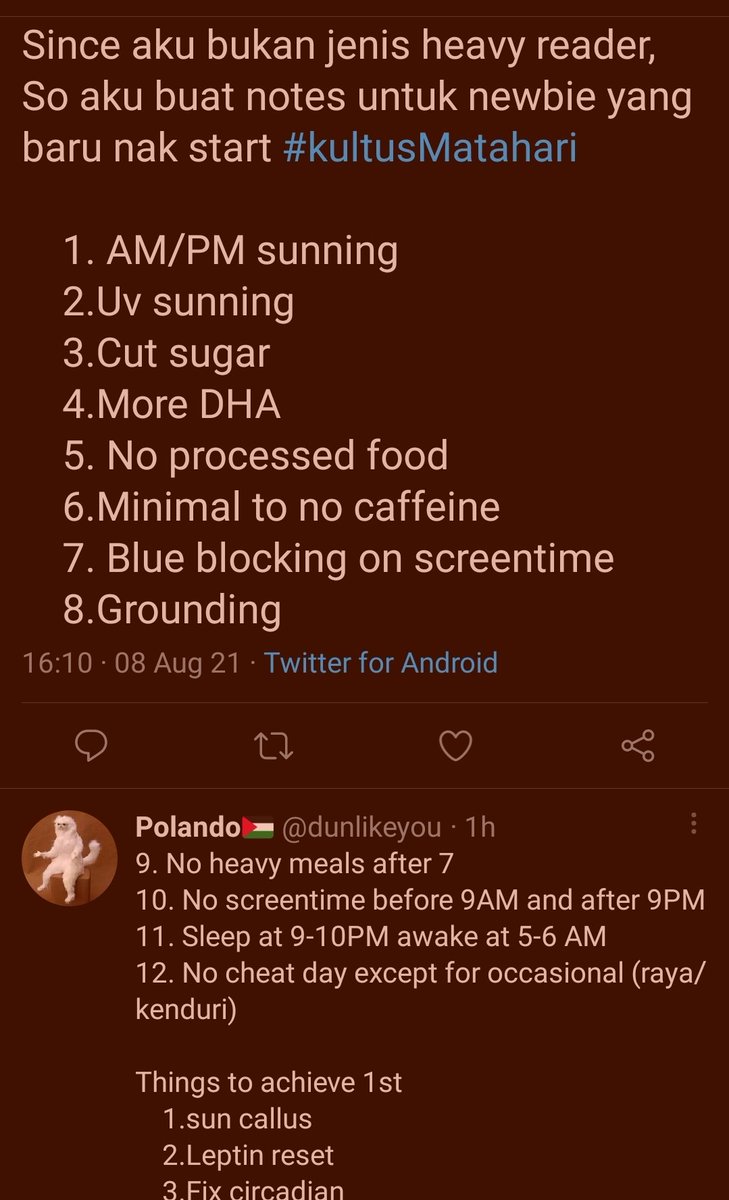 Since aku bukan jenis heavy reader,
So aku buat notes untuk newbie yang
baru nak start #kultusMatahari
1. AM/PM sunning
2.Uv sunning
3.Cut sugar
4.More DHA
5. No processed food
6.Minimal to no caffeine
7. Blue blocking on screentime
8.Grounding
16:10 · 08 Aug 21 · Twitter for Android
Polando🇵🇸 @dunlikeyou · 1h
9. No heavy meals after 7
10. No screentime before 9AM and after 9PM
11. Sleep at 9-10PM awake at 5-6 AM
12. No cheat day except for occasional (raya/
kenduri)
Things to achieve 1st
1.sun callus
2.Leptin reset
3.Fix circadian